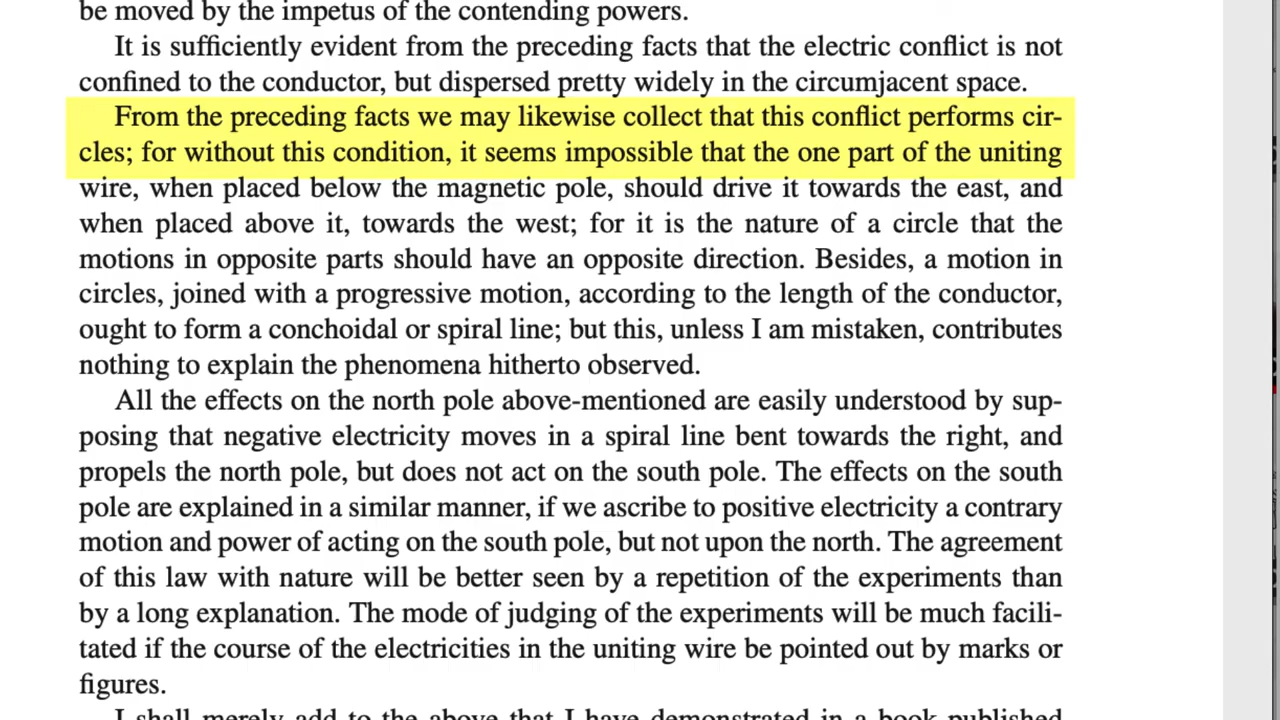 be moved by the impetus of the contending powers.
It is sufficiently evident from the preceding facts that the electric conflict is not
confined to the conductor, but dispersed pretty widely in the circumjacent space.
From the preceding facts we may likewise collect that this conflict performs cir-
cles; for without this condition, it seems impossible that the one part of the uniting
wire, when placed below the magnetic pole, should drive it towards the east, and
when placed above it, towards the west; for it is the nature of a circle that the
motions in opposite parts should have an opposite direction. Besides, a motion in
circles, joined with a progressive motion, according to the length of the conductor,
ought to form a conchoidal or spiral line; but this, unless I am mistaken, contributes
nothing to explain the phenomena hitherto observed.
All the effects on the north pole above-mentioned are easily understood by sup-
posing that negative electricity moves in a spiral line bent towards the right, and
propels the north pole, but does not act on the south pole. The effects on the south
pole are explained in a similar manner, if we ascribe to positive electricity a contrary
motion and power of acting on the south pole, but not upon the north. The agreement
of this law with nature will be better seen by a repetition of the experiments than
by a long explanation. The mode of judging of the experiments will be much facili-
tated if the course of the electricities in the uniting wire be pointed out by marks or
figures.
I shall merely add to the above that I have demonstrated in a book published